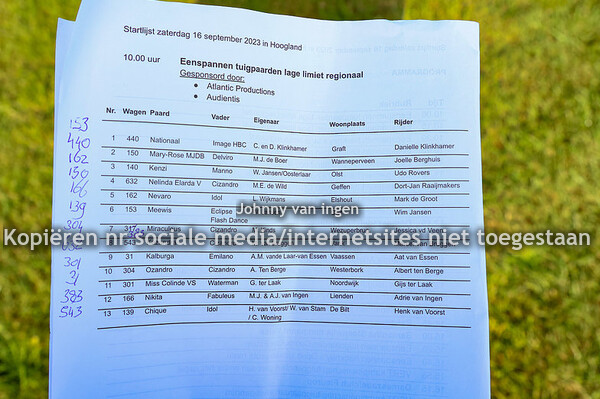 Startlijst zaterdag 16 september 2023 in Hoogland
10.00 uur Eenspannen tuigpaarden lage limiet regionaal
Gesponsord door:
• Atlantic Productions
• Audientis
Nr. Wagen Paard Vader Eigenaar Woonplaats Rijder
1 440 Nationaal Image HBC C. en D. Klinkhamer Graft Danielle Klinkhamer
2 150 Mary-Rose MJDB Delviro M.J. de Boer Wanneperveen Joelle Berghuis
3 140 Kenzi Manno W. Jansen/Oosterlaar Olst Udo Rovers
4 632 Nelinda Elarda V Cizandro M.E. de Wild Geffen Dort-Jan Raaijmakers
5 162 Nevaro Idol L. Wijkmans Elshout Mark de Groot
6 153 Meewis Eclipse Flash Dance Wim Jansen
7 Miraculeus Cizandro Wezuperbrug Jessica vd Veen
9 31 Kalburga Emilano A.M. vande Laar-van Essen Vaassen Aat van Essen
10 304 Ozandro Cizandro A. Ten Berge Westerbork Albert ten Berge
11 301 Miss Colinde VS Waterman G. ter Laak Noordwijk Gijs ter Laak
12 166 Nikita Fabuleus M.J. & A.J. van Ingen Lienden Adrie van Ingen
13 139 Chique Idol H. van Voorst/ W. van Stam / C. Woning De Bilt Henk van Voorst
153
440
162
150
166
139
304
301
31
383
543
Johnny van ingen
Kopiëren nr Sociale-media/internetsites niet toegestaan